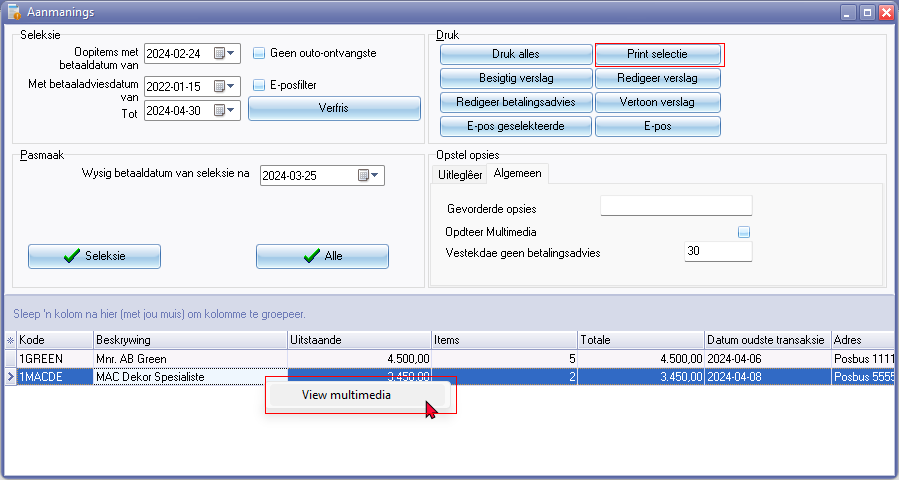 Aanmanings
Seleksie
Oopitems met betaaldatum van
2024-02-24
Geen outo-ontvangste
Met betaaladviesdatum van
2022-01-15
E-posfilter
Tot
2024-04-30
Verfris
Druk
Druk alles
Print selectie
Besigtig verslag
Redigeer verslag
Redigeer betalingsadvies
Vertoon verslag
E-pos geselekteerde
E-pos
Pasmaak
Wysig betaaldatum van seleksie na
2024-03-25
Seleksie
Alle
Opstel opsies
Uitleglêer
Algemeen
Gevorderde opsies
Opdteer Multimedia
Vestekdae geen betalingsadvies
30
Sleep 'n kolom na hier (met jou muis) om kolomme te groepeer.
Kode Beskrywing Uitstaande Items Totale Datum oudste transaksie Adres
1GREEN Mnr. AB Green 4.500,00 5 4.500,00 2024-04-06 Posbus 1111
1MACDE MAC Dekor Spesialiste 3.450,00 2 3.450,00 2024-04-08 Posbus 5555
View multimedia